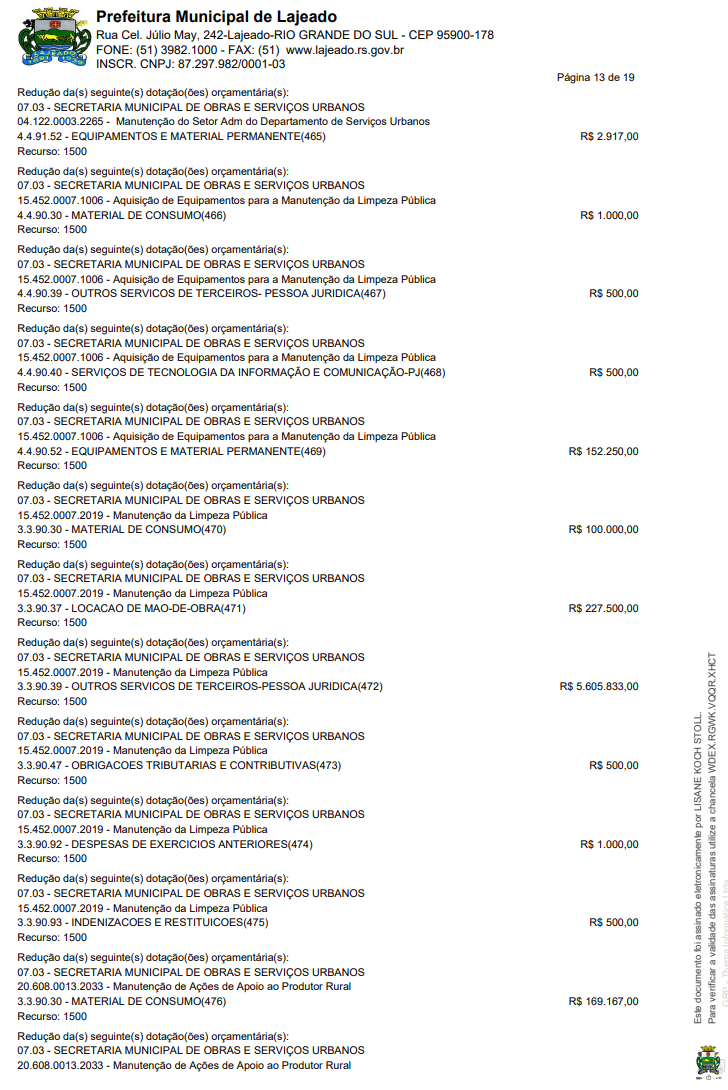 Prefeitura Municipal de Lajeado
Rua Cel. Júlio May, 242-Lajeado-RIO GRANDE DO SUL - CEP 95900-178
FONE: (51) 3982.1000 - FAX: (51) www.lajeado.rs.gov.br
INSCR. CNPJ: 87.297.982/0001-03
Página 13 de 19
Redução da(s) seguinte(s) dotação(ões) orçamentária(s):
07.03 - SECRETARIA MUNICIPAL DE OBRAS E SERVIÇOS URBANOS
04.122.0003.2265 - Manutenção do Setor Adm do Departamento de Serviços Urbanos
4.4.91.52 - EQUIPAMENTOS E MATERIAL PERMANENTE(465) R$ 2.917,00
Recurso: 1500
Redução da(s) seguinte(s) dotação(ões) orçamentária(s):
07.03 - SECRETARIA MUNICIPAL DE OBRAS E SERVIÇOS URBANOS
15.452.0007.1006 - Aquisição de Equipamentos para a Manutenção da Limpeza Pública
4.4.90.30 - MATERIAL DE CONSUMO(466) R$ 1.000,00
Recurso: 1500
Redução da(s) seguinte(s) dotação(ões) orçamentária(s):
07.03 - SECRETARIA MUNICIPAL DE OBRAS E SERVIÇOS URBANOS
15.452.0007.1006 - Aquisição de Equipamentos para a Manutenção da Limpeza Pública
4.4.90.39 - OUTROS SERVICOS DE TERCEIROS- PESSOA JURIDICA(467) R$ 500,00
Recurso: 1500
Redução da(s) seguinte(s) dotação(ões) orçamentária(s):
07.03 - SECRETARIA MUNICIPAL DE OBRAS E SERVIÇOS URBANOS
15.452.0007.1006 - Aquisição de Equipamentos para a Manutenção da Limpeza Pública
4.4.90.40 - SERVIÇOS DE TECNOLOGIA DA INFORMAÇÃO E COMUNICAÇÃO-PJ(468) R$ 500,00
Recurso: 1500
Redução da(s) seguinte(s) dotação(ões) orçamentária(s):
07.03 - SECRETARIA MUNICIPAL DE OBRAS E SERVIÇOS URBANOS
15.452.0007.1006 - Aquisição de Equipamentos para a Manutenção da Limpeza Pública
4.4.90.52 - EQUIPAMENTOS E MATERIAL PERMANENTE(469) R$ 152.250,00
Recurso: 1500
Redução da(s) seguinte(s) dotação(ões) orçamentária(s):
07.03 - SECRETARIA MUNICIPAL DE OBRAS E SERVIÇOS URBANOS
15.452.0007.2019 - Manutenção da Limpeza Pública
3.3.90.30 - MATERIAL DE CONSUMO(470) R$ 100.000,00
Recurso: 1500
Redução da(s) seguinte(s) dotação(ões) orçamentária(s):
07.03 - SECRETARIA MUNICIPAL DE OBRAS E SERVIÇOS URBANOS
15.452.0007.2019 - Manutenção da Limpeza Pública
3.3.90.37 - LOCACAO DE MAO-DE-OBRA(471) R$ 227.500,00
Recurso: 1500
Redução da(s) seguinte(s) dotação(ões) orçamentária(s):
07.03 - SECRETARIA MUNICIPAL DE OBRAS E SERVIÇOS URBANOS
15.452.0007.2019 - Manutenção da Limpeza Pública
3.3.90.39 - OUTROS SERVICOS DE TERCEIROS-PESSOA JURIDICA(472) R$ 5.605.833,00
Recurso: 1500
Redução da(s) seguinte(s) dotação(ões) orçamentária(s):
07.03 - SECRETARIA MUNICIPAL DE OBRAS E SERVIÇOS URBANOS
15.452.0007.2019 - Manutenção da Limpeza Pública
3.3.90.47 - OBRIGACOES TRIBUTARIAS E CONTRIBUTIVAS(473) R$ 500,00
Recurso: 1500
Redução da(s) seguinte(s) dotação(ões) orçamentária(s):
07.03 - SECRETARIA MUNICIPAL DE OBRAS E SERVIÇOS URBANOS
15.452.0007.2019 - Manutenção da Limpeza Pública
3.3.90.92 - DESPESAS DE EXERCICIOS ANTERIORES(474) R$ 1.000,00
Recurso: 1500
Redução da(s) seguinte(s) dotação(ões) orçamentária(s):
07.03 - SECRETARIA MUNICIPAL DE OBRAS E SERVIÇOS URBANOS
15.452.0007.2019 - Manutenção da Limpeza Pública
3.3.90.93 - INDENIZACOES E RESTITUICOES(475) R$ 500,00
Recurso: 1500
Redução da(s) seguinte(s) dotação(ões) orçamentária(s):
07.03 - SECRETARIA MUNICIPAL DE OBRAS E SERVIÇOS URBANOS
20.608.0013.2033 - Manutenção de Ações de Apoio ao Produtor Rural
3.3.90.30 - MATERIAL DE CONSUMO(476) R$ 169.167,00
Recurso: 1500
Redução da(s) seguinte(s) dotação(ões) orçamentária(s):
07.03 - SECRETARIA MUNICIPAL DE OBRAS E SERVIÇOS URBANOS
20.608.0013.2033 - Manutenção de Ações de Apoio ao Produtor Rural
Este documento foi assinado eletronicamente por LISANE KOCH STOLL.
Para verificar a validade das assinaturas utilize a chancela WDEX.RGWK.VQQR.XHCT
GRP - Thema Informática Ltda